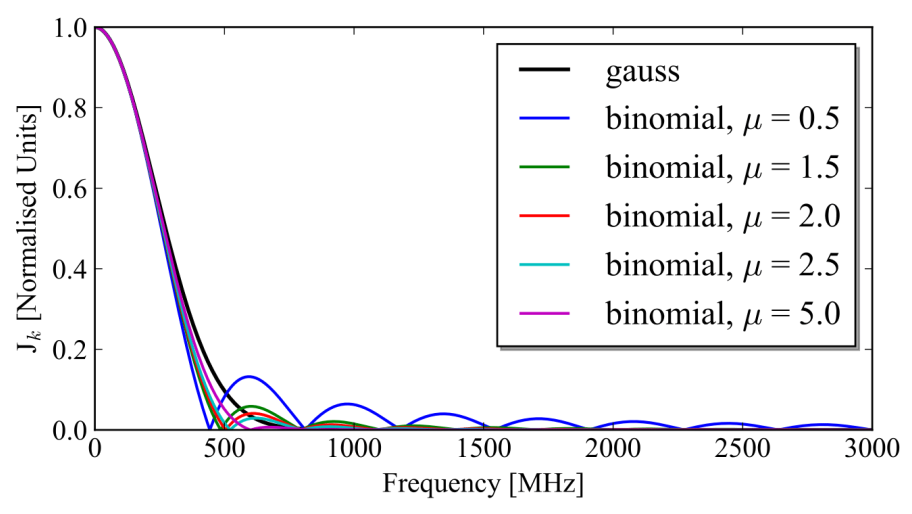 J_k [Normalised Units]
1.0
0.8
0.6
0.4
0.2
0.0
gauss
binomial, μ = 0.5
binomial, μ = 1.5
binomial, μ = 2.0
binomial, μ = 2.5
binomial, μ = 5.0
0 500 1000 1500 2000 2500 3000
Frequency [MHz]